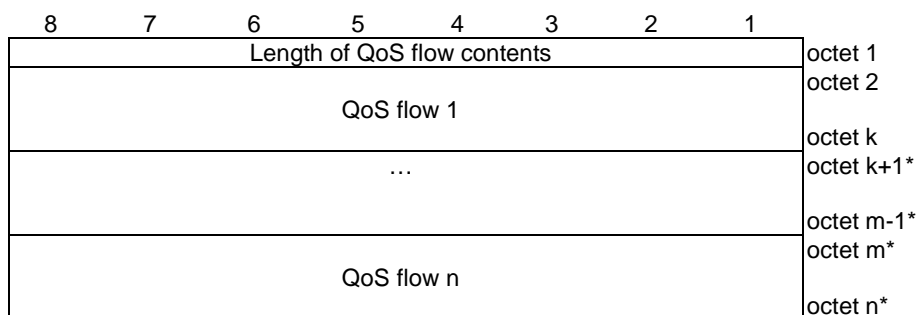 8 7 6 5 4 3 2 1
Length of QoS flow contents octet 1
octet 2
QoS flow 1
octet k
… octet k+1*
octet m-1*
octet m*
QoS flow n
octet n*